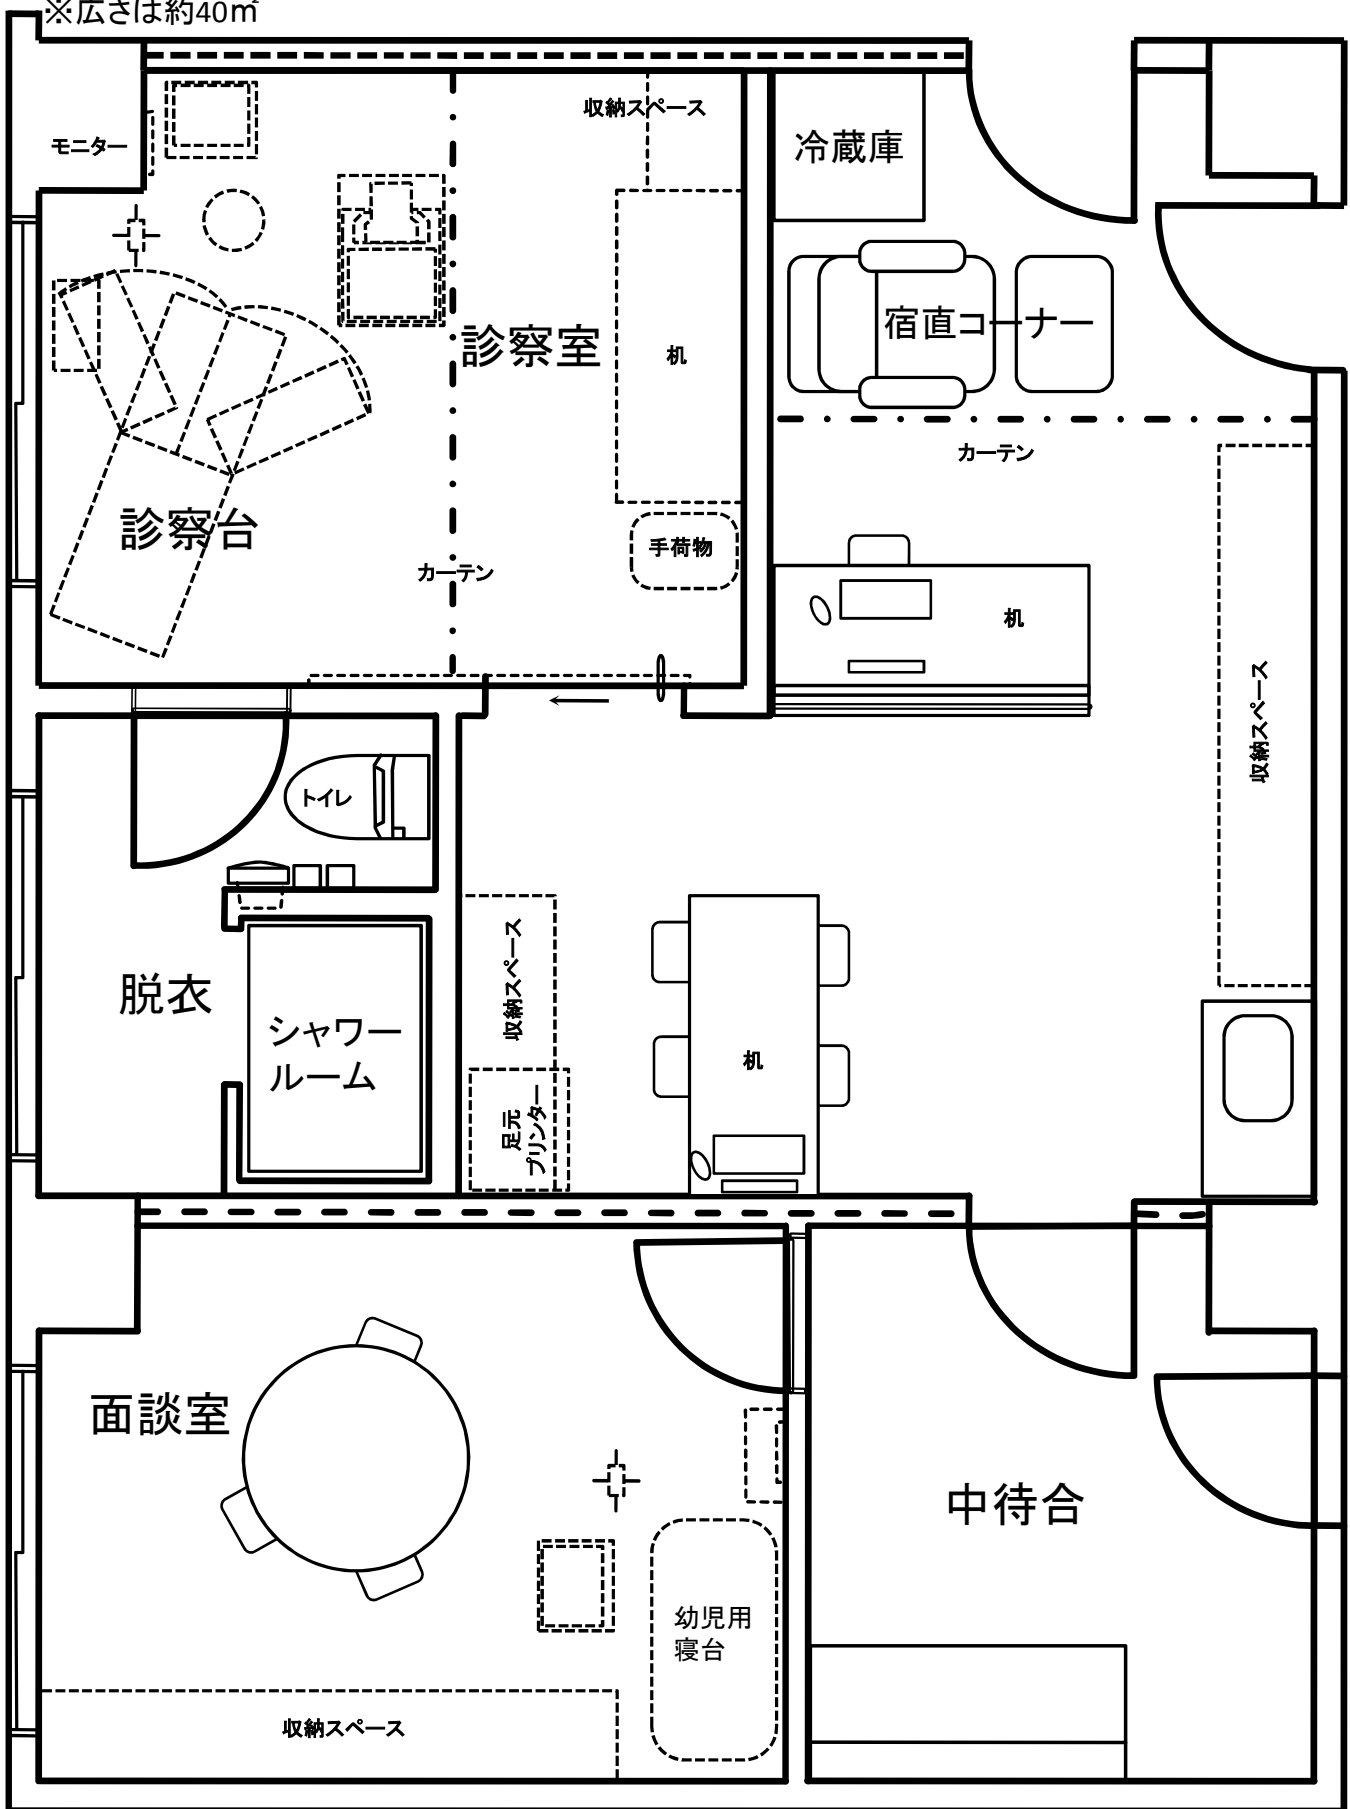 ※広さは約40㎡
収納スペース
モニター
冷蔵庫
診察室
机
宿直コーナー
カーテン
診察台
手荷物
カーテン
机
収納スペース
トイレ
収納スペース
脱衣
シャワー
ルーム
机
足元
プリンター
面談室
中待合
幼児用
寝台
収納スペース